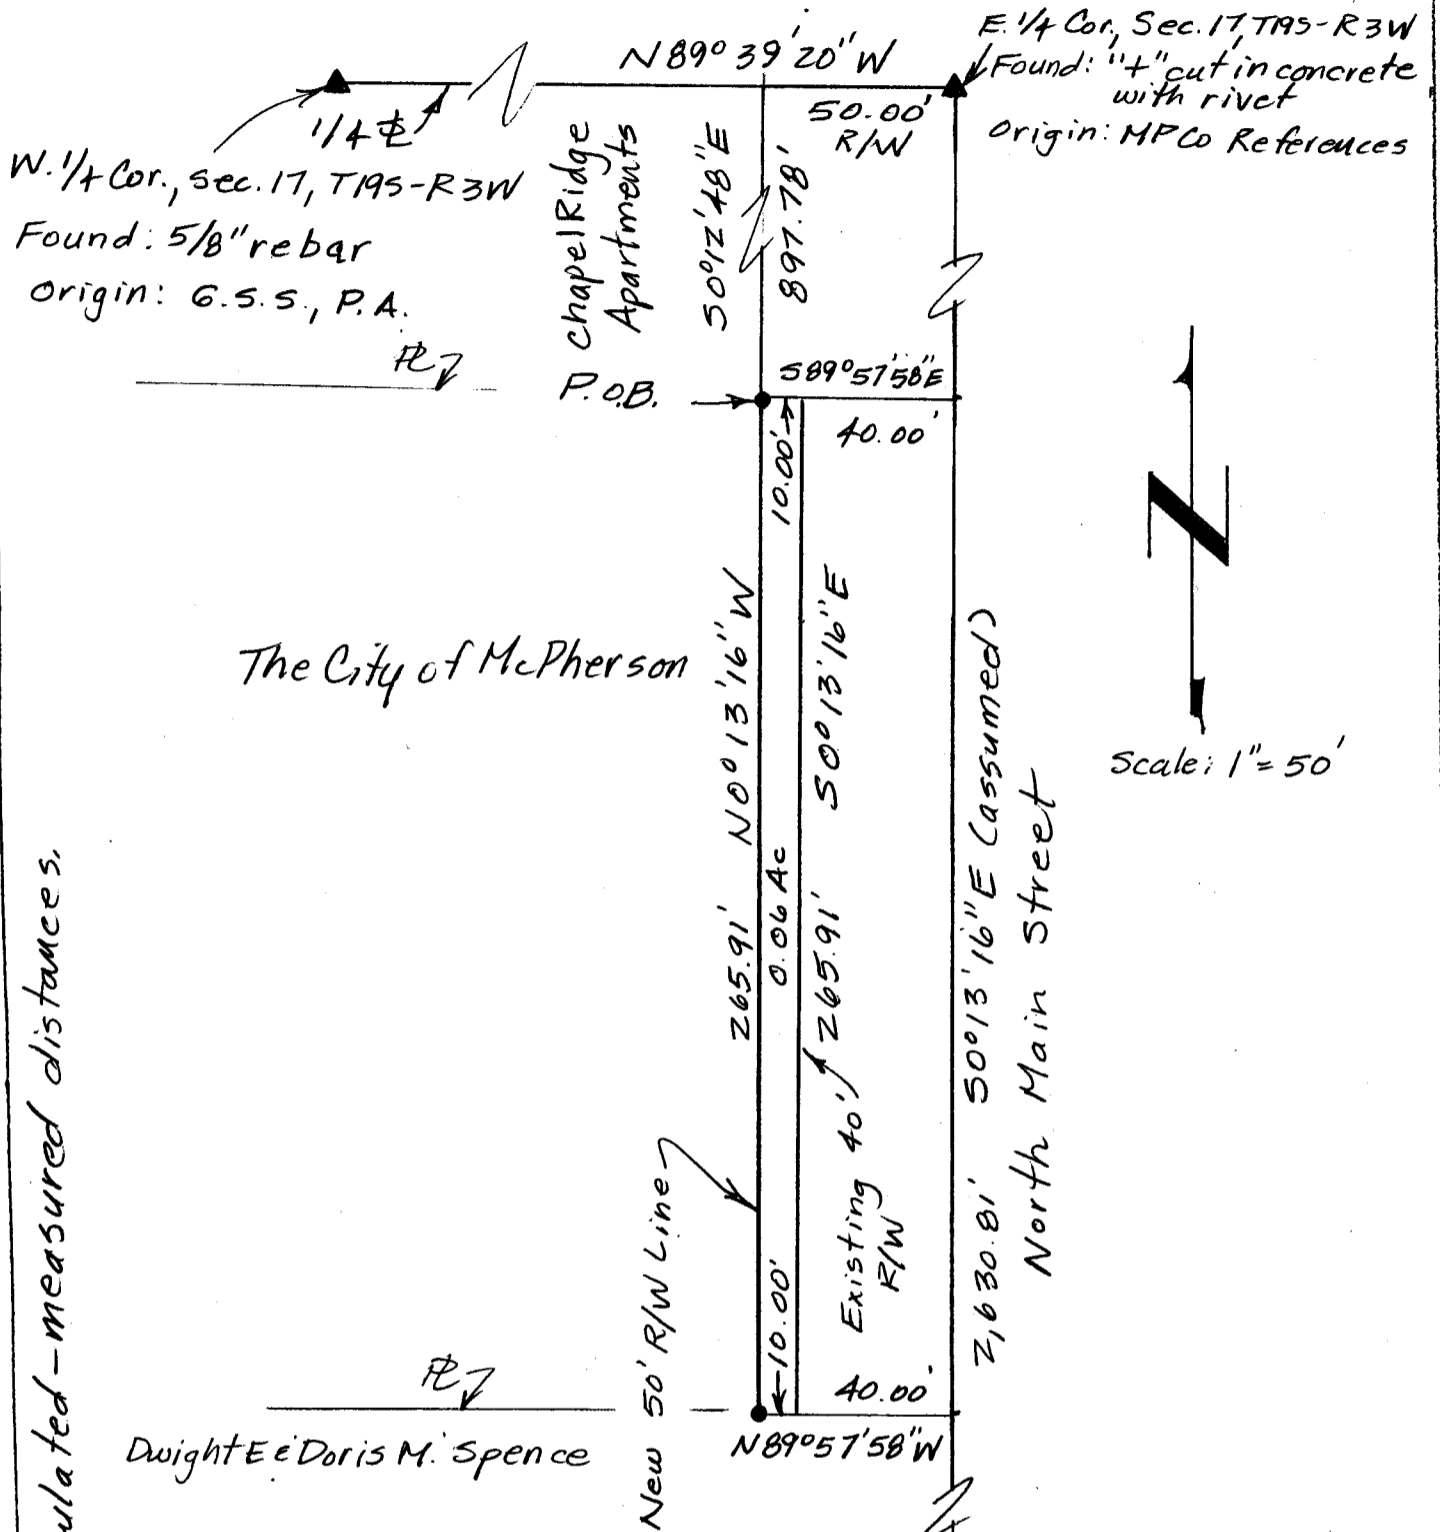 N89°39'20"W
E. 1/4 Cor., Sec. 17, T19S-R3W
Found: "+" cut in concrete
with rivet
Origin: MPCo References
50.00'
R/W
1/4 ℄
W. 1/4 Cor., Sec. 17, T19S-R3W
Found: 5/8" rebar
Origin: G.S.S., P.A.
Chapel Ridge
Apartments
S0°12'48"E
897.78'
PL
P.O.B.
S89°57'58"E
40.00'
10.00'
The City of McPherson
265.91' N0°13'16"W
0.06 Ac
265.91' S0°13'16"E
2,630.81' S0°13'16"E (assumed)
North Main Street
N
Scale: 1"= 50'
ulated-measured distances.
New 50' R/W Line
Existing 40'
R/W
10.00'
40.00'
PL
N89°57'58"W
Dwight E & Doris M. Spence